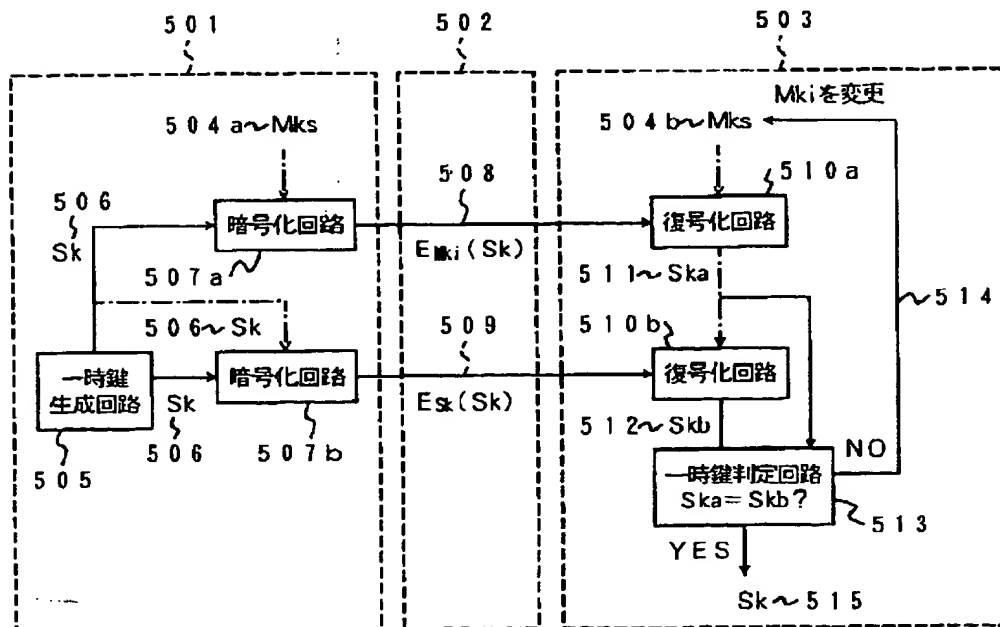 501
502
503
Mkiを変更
504a~Mks
504b~Mks
508
510a
506
Sk
暗号化回路
復号化回路
EMki(Sk)
507a
511~Ska
514
506~Sk
509
510b
一時鍵
生成回路
Sk
暗号化回路
復号化回路
ESk(Sk)
512~Skb
NO
505
506
507b
一時鍵判定回路
Ska=Skb?
513
YES
Sk~515